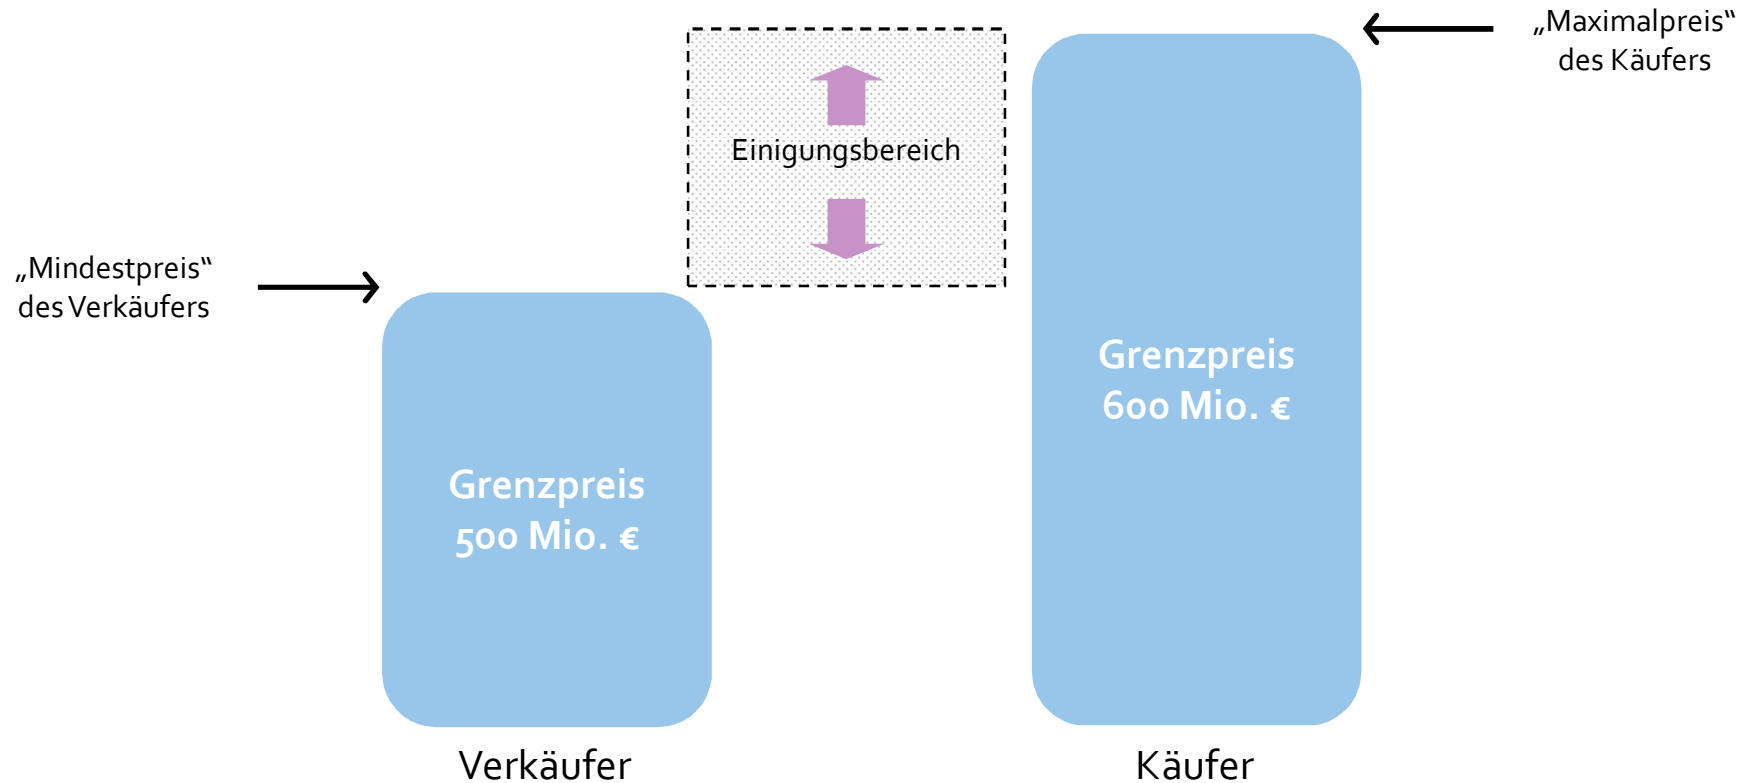 „Maximalpreis“
des Käufers
Einigungsbereich
„Mindestpreis“
des Verkäufers
Grenzpreis
600 Mio. €
Grenzpreis
500 Mio. €
Verkäufer
Käufer